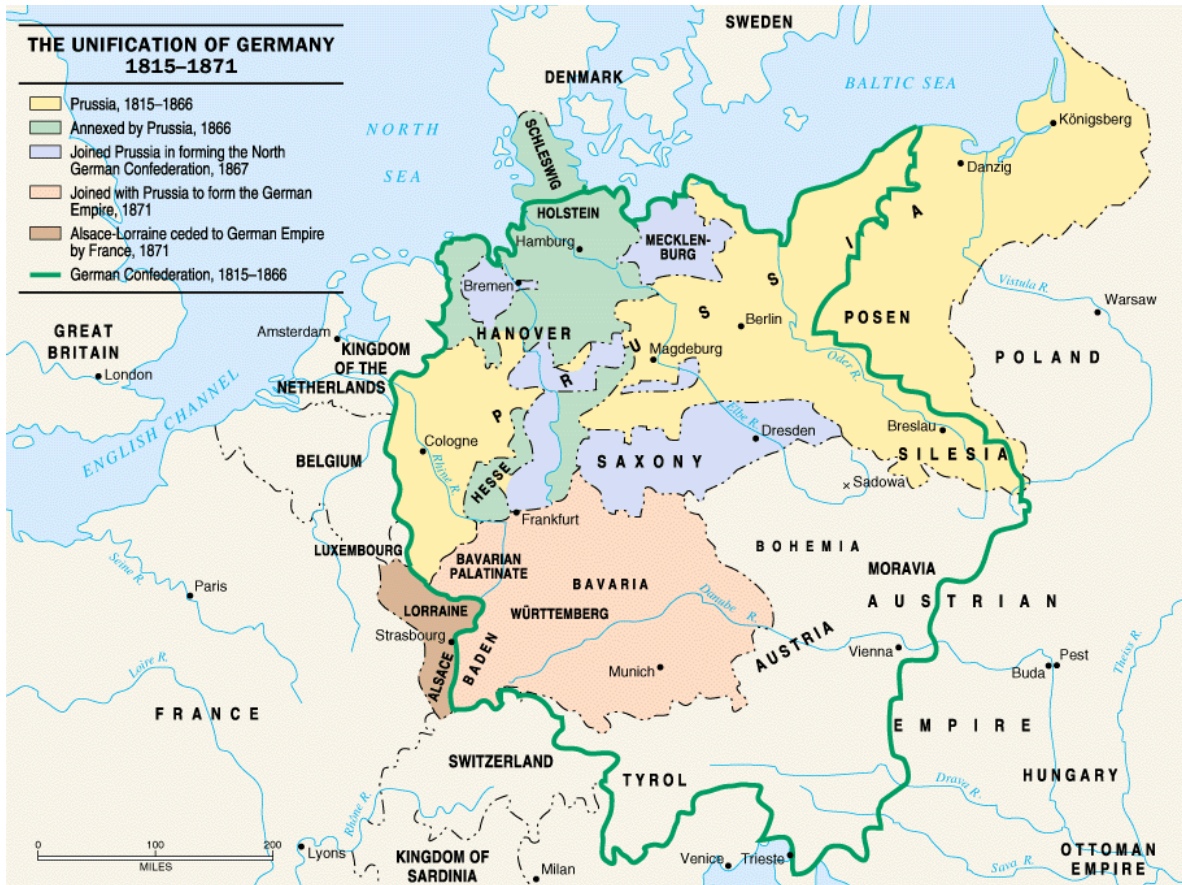 THE UNIFICATION OF GERMANY
1815–1871
Prussia, 1815–1866
Annexed by Prussia, 1866
Joined Prussia in forming the North
German Confederation, 1867
Joined with Prussia to form the German
Empire, 1871
Alsace-Lorraine ceded to German Empire
by France, 1871
German Confederation, 1815–1866
SWEDEN
DENMARK
BALTIC SEA
NORTH
SEA
Königsberg
Danzig
SCHLESWIG
HOLSTEIN
Hamburg
MECKLEN-
BURG
Bremen
HANOVER
PRUSSIA
Berlin
Magdeburg
POSEN
Vistula R.
Warsaw
POLAND
Oder R.
GREAT
BRITAIN
London
Amsterdam
KINGDOM
OF THE
NETHERLANDS
ENGLISH CHANNEL
BELGIUM
Cologne
Rhine R.
HESSE
Elbe R.
Dresden
SAXONY
Breslau
SILESIA
Sadowa
Frankfurt
LUXEMBOURG
BAVARIAN
PALATINATE
BOHEMIA
MORAVIA
Seine R.
Paris
LORRAINE
Strasbourg
ALSACE
BADEN
WÜRTTEMBERG
BAVARIA
Danube R.
Munich
AUSTRIA
Vienna
AUSTRIAN
EMPIRE
Buda
Pest
Theiss R.
Loire R.
FRANCE
SWITZERLAND
TYROL
HUNGARY
Drava R.
Rhône R.
Lyons
KINGDOM OF
SARDINIA
Milan
Venice
Trieste
Sava R.
OTTOMAN
EMPIRE
0 100 200
MILES